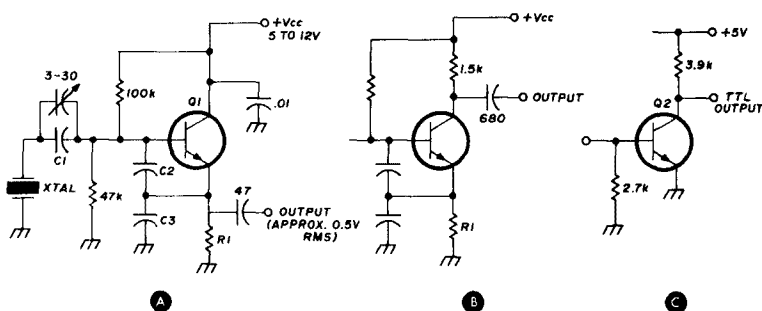 +Vcc
5 TO 12V
3-30
100k
Q1
.01
C1
C2
XTAL
47k
C3
47
OUTPUT
(APPROX. 0.5V
RMS)
R1
A
+Vcc
1.5k
OUTPUT
680
R1
B
+5V
3.9k
Q2
TTL
OUTPUT
2.7k
C